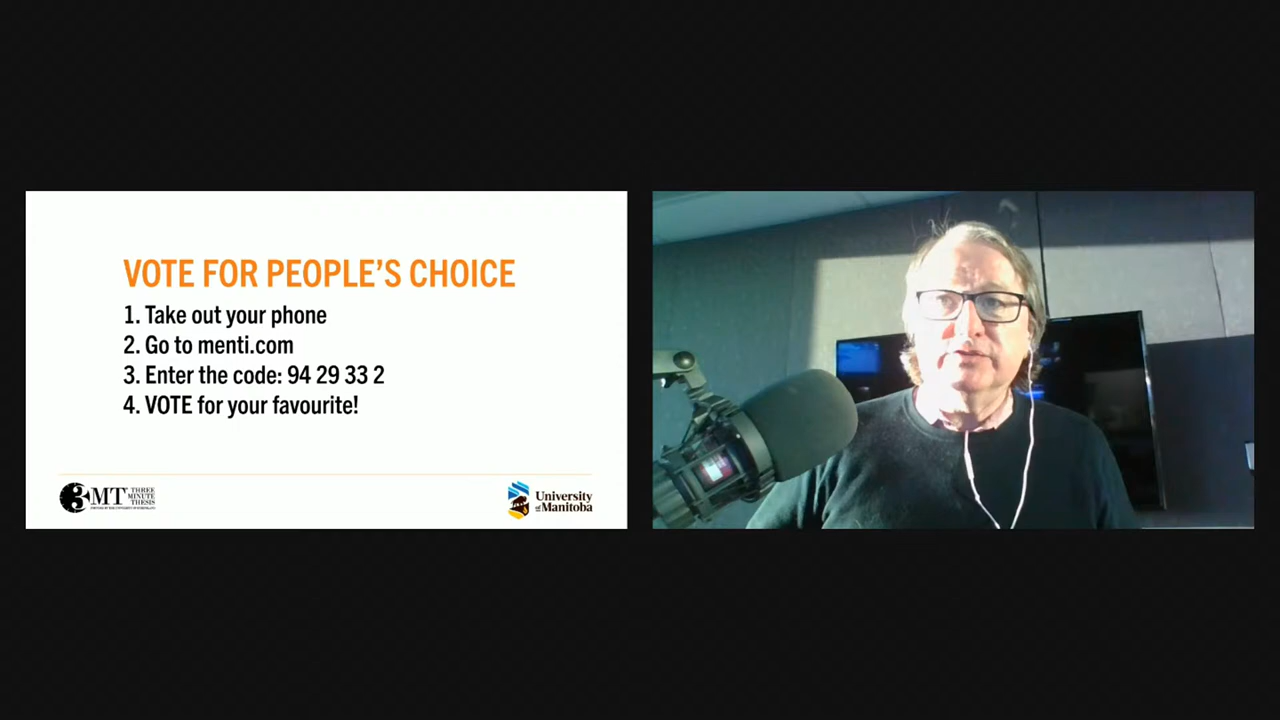 VOTE FOR PEOPLE'S CHOICE
1. Take out your phone
2. Go to menti.com
3. Enter the code: 94 29 33 2
4. VOTE for your favourite!
3MT THREE
MINUTE
THESIS
University
of Manitoba